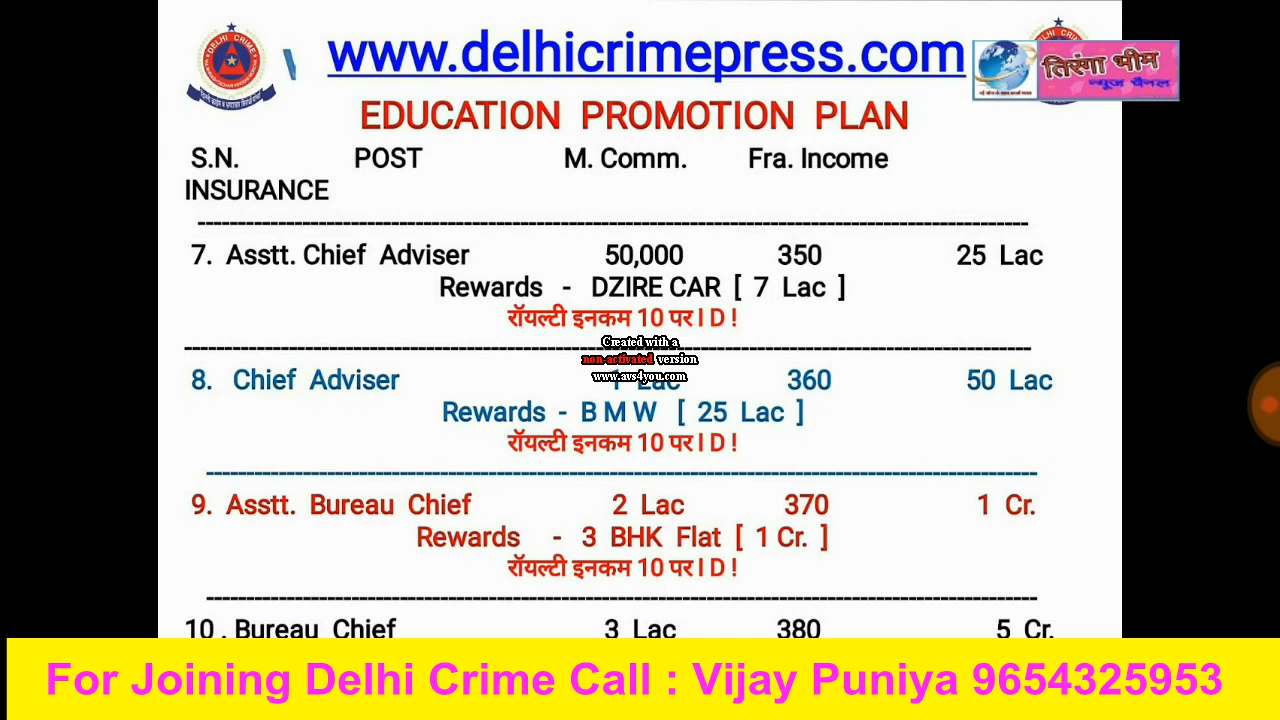 www.delhicrimepress.com
DELHI CRIME
तिरंगा भीम
न्यूज चैनल
EDUCATION PROMOTION PLAN
S.N. POST M. Comm. Fra. Income
INSURANCE
7. Asstt. Chief Adviser 50,000 350 25 Lac
Rewards - DZIRE CAR [ 7 Lac ]
रॉयल्टी इनकम 10 पर I D !
Created with a
non-activated version
www.avs4you.com
8. Chief Adviser 1 Lac 360 50 Lac
Rewards - B M W [ 25 Lac ]
रॉयल्टी इनकम 10 पर I D !
9. Asstt. Bureau Chief 2 Lac 370 1 Cr.
Rewards - 3 BHK Flat [ 1 Cr. ]
रॉयल्टी इनकम 10 पर I D !
10 . Bureau Chief 3 Lac 380 5 Cr.
For Joining Delhi Crime Call : Vijay Puniya 9654325953